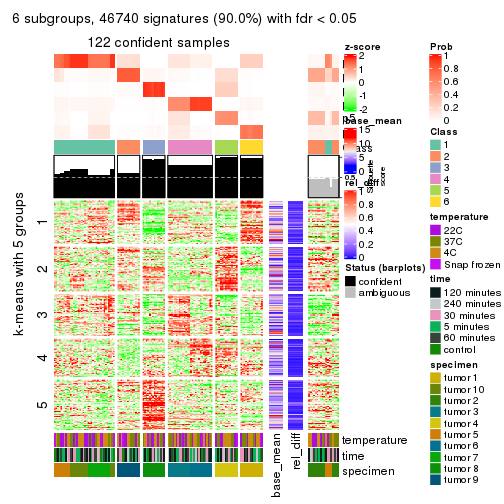 6 subgroups, 46740 signatures (90.0%) with fdr < 0.05
122 confident samples
k-means with 5 groups
1
2
3
4
5
z-score
2
1
0
-1
-2
base_mean
15
10
5
0
rel_diff
1
0.8
0.6
0.4
0.2
0
Status (barplots)
confident
ambiguous
Prob
1
0.8
0.6
0.4
0.2
0
Class
1
2
3
4
5
6
temperature
22C
37C
4C
Snap frozen
time
120 minutes
240 minutes
30 minutes
5 minutes
60 minutes
control
specimen
tumor 1
tumor 10
tumor 2
tumor 3
tumor 4
tumor 5
tumor 6
tumor 7
tumor 8
tumor 9
temperature
time
specimen
base_mean
rel_diff